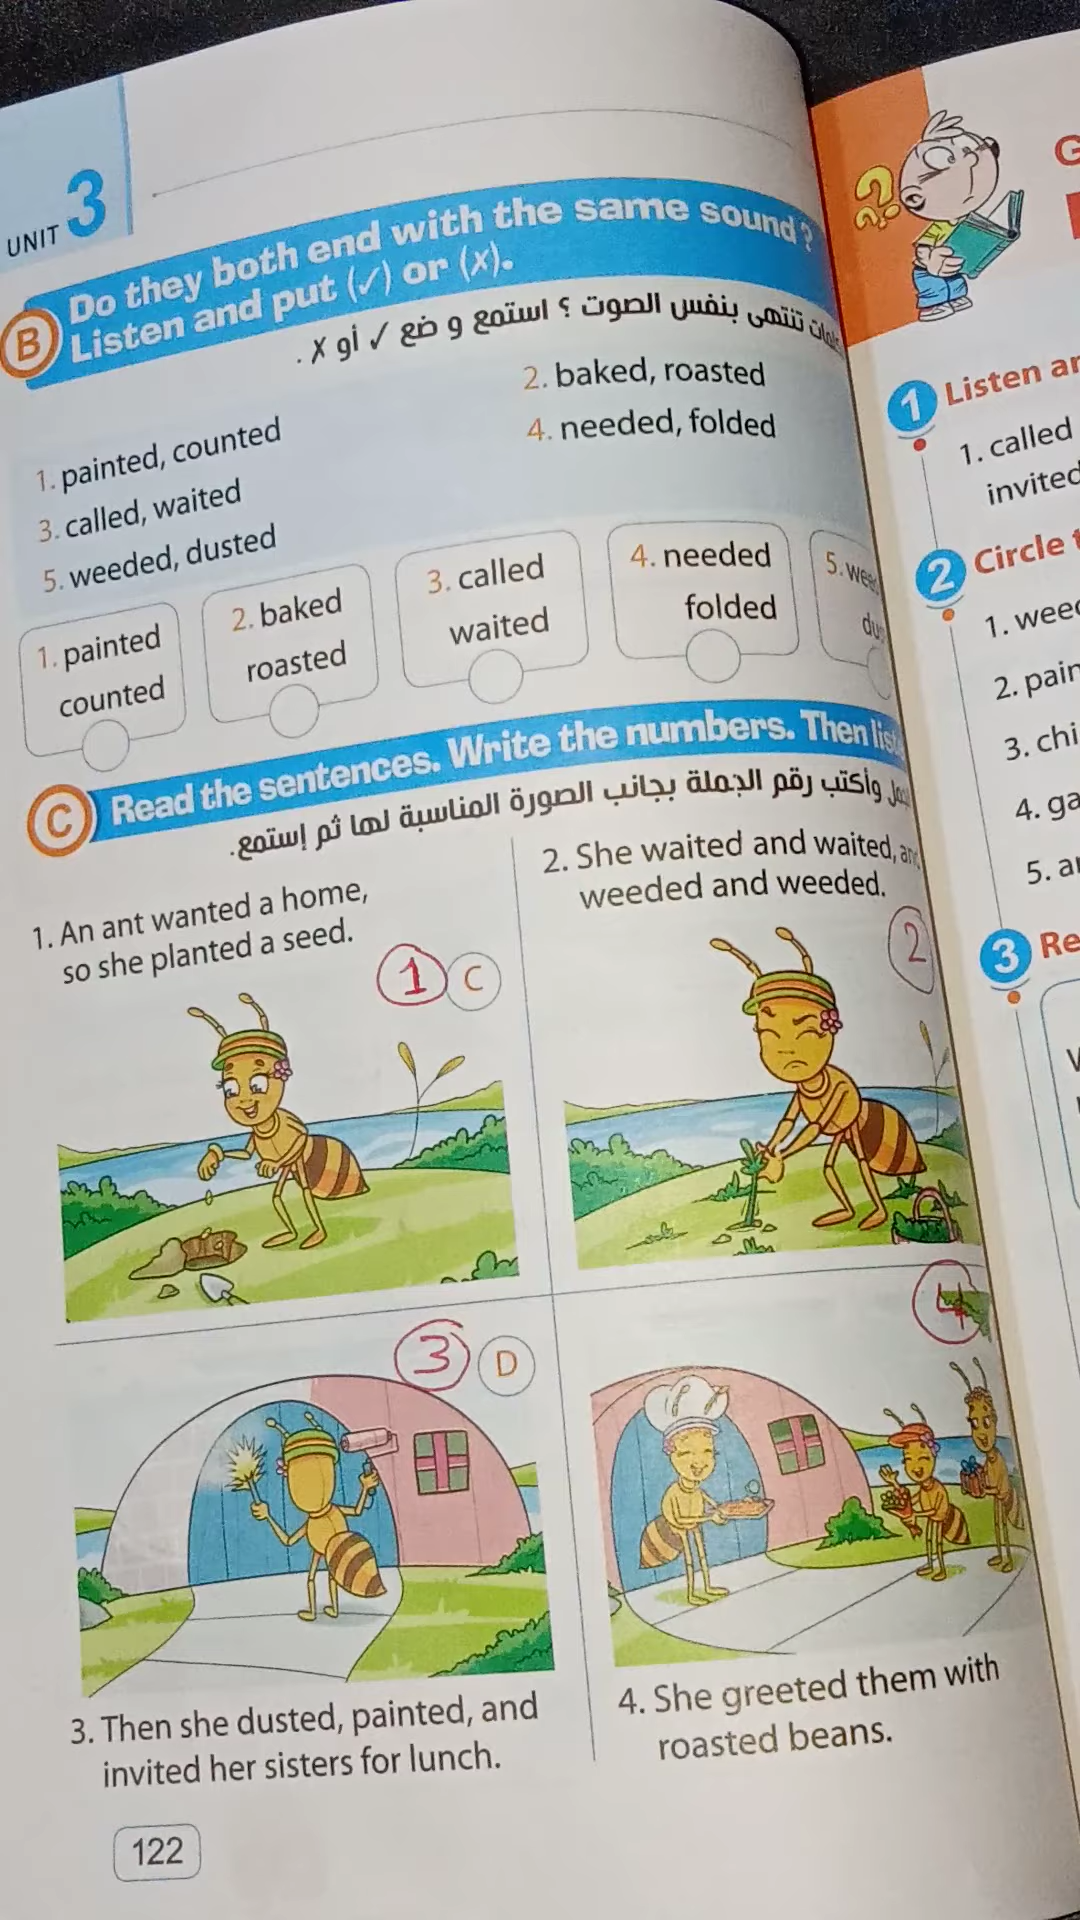 UNIT 3
B Do they both end with the same sound?
Listen and put (✓) or (x).
تنتهى بنفس الصوت ؟ استمع و ضع ✓ أو X .
1. painted, counted
2. baked, roasted
3. called, waited
4. needed, folded
5. weeded, dusted
1. painted
counted
2. baked
roasted
3. called
waited
4. needed
folded
5.
C Read the sentences. Write the numbers. Then
وأكتب رقم الجملة بجانب الصورة المناسبة لها ثم إستمع.
1. An ant wanted a home,
so she planted a seed.
1 C
2. She waited and waited,
weeded and weeded.
2
3 D
4
3. Then she dusted, painted, and
invited her sisters for lunch.
4. She greeted them with
roasted beans.
122
G
1 Listen
1. called
invited
2 Circle
1.
2.
3.
4.
5.
3